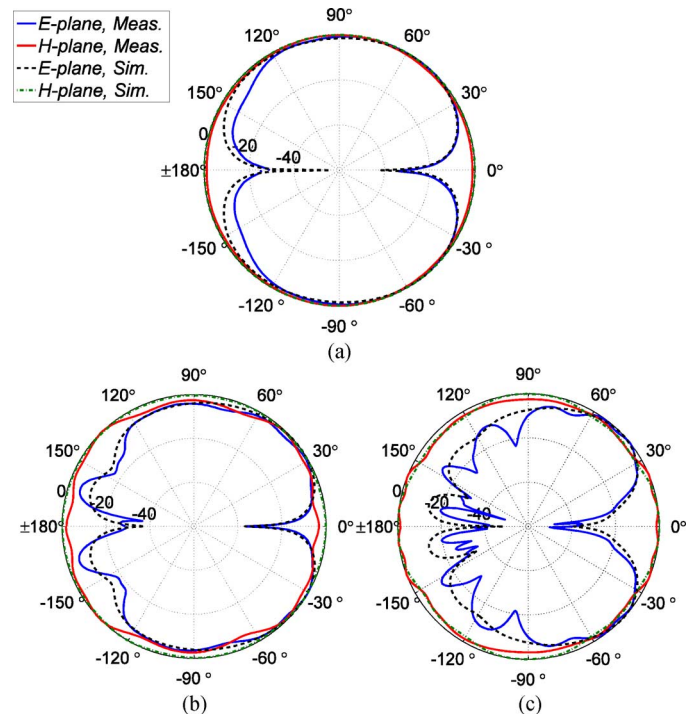 E-plane, Meas.
H-plane, Meas.
E-plane, Sim.
H-plane, Sim.
90°
120° 60°
150° 30°
0 -20 -40
±180° 0°
-150° -30 °
-120 ° -60 °
-90 °
(a)
90° 90°
120° 60° 120° 60°
150° 30° 150° 30°
0 -20 -40 0 -20 -40
±180° 0° ±180° 0°
-150 ° -30 ° -150 ° -30 °
-120 ° -60 ° -120 ° -60 °
-90 ° -90 °
(b) (c)